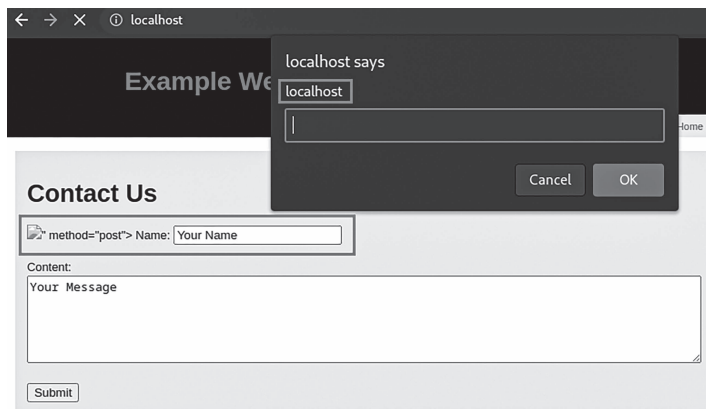 localhost
Example We
localhost says
localhost
Cancel
OK
Home
Contact Us
" method="post"> Name: Your Name
Content:
Your Message
Submit